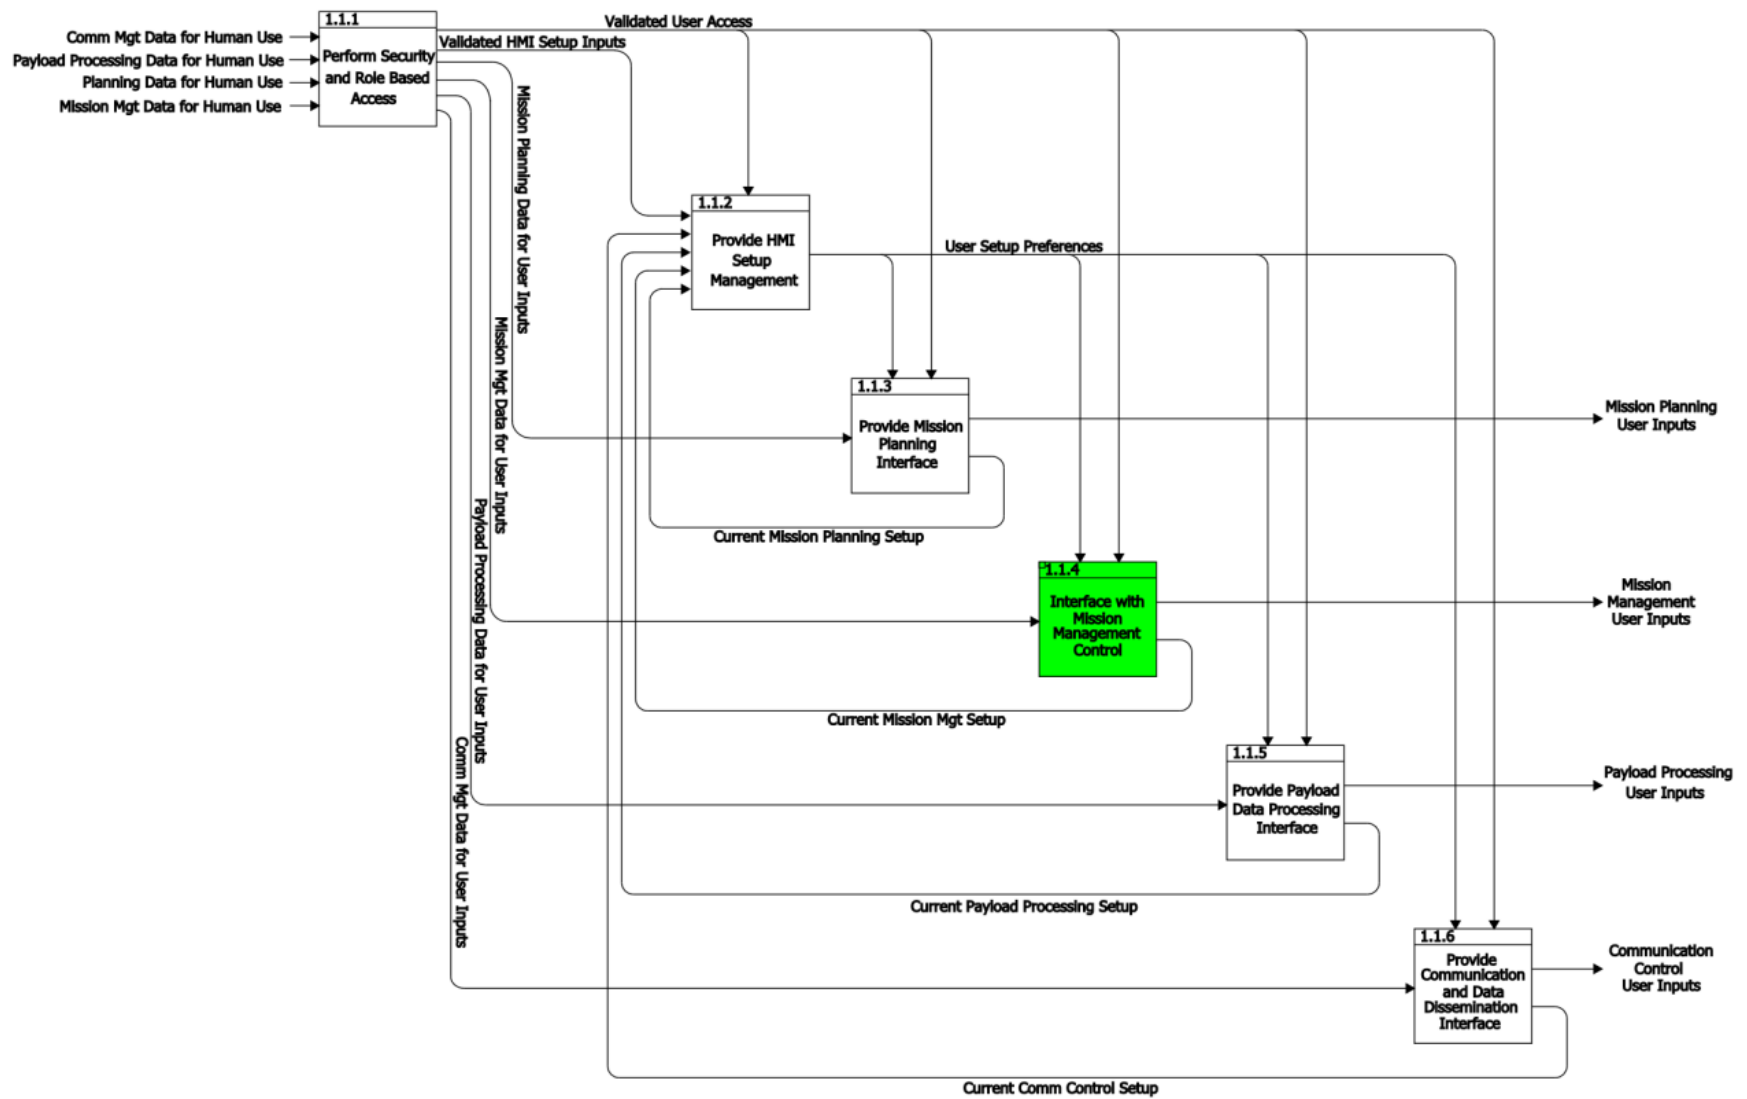 1.1.1
Perform Security
and Role Based
Access
Comm Mgt Data for Human Use
Payload Processing Data for Human Use
Planning Data for Human Use
Mission Mgt Data for Human Use
Validated User Access
Validated HMI Setup Inputs
Mission Planning Data for User Inputs
Mission Mgt Data for User Inputs
Payload Processing Data for User Inputs
Comm Mgt Data for User Inputs
1.1.2
Provide HMI
Setup
Management
User Setup Preferences
1.1.3
Provide Mission
Planning
Interface
Mission Planning
User Inputs
Current Mission Planning Setup
1.1.4
Interface with
Mission
Management
Control
Mission
Management
User Inputs
Current Mission Mgt Setup
1.1.5
Provide Payload
Data Processing
Interface
Payload Processing
User Inputs
Current Payload Processing Setup
1.1.6
Provide
Communication
and Data
Dissemination
Interface
Communication
Control
User Inputs
Current Comm Control Setup